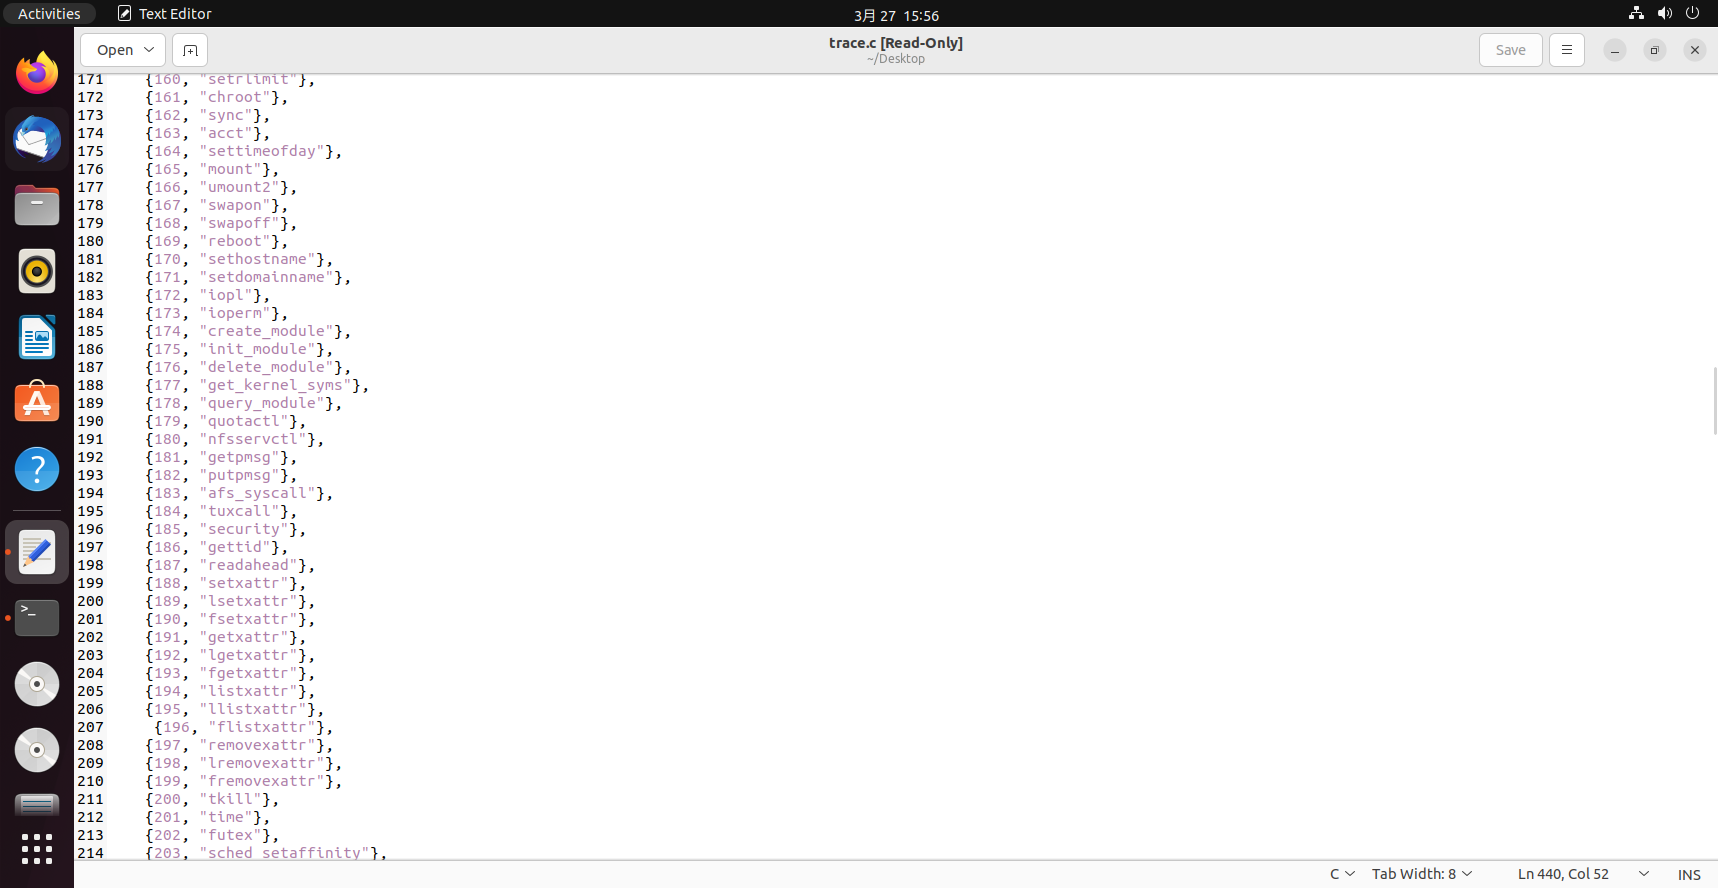 Activities Text Editor 3月 27 15:56
Open trace.c [Read-Only] Save
~/Desktop
171 {160, "setrlimit"},
172 {161, "chroot"},
173 {162, "sync"},
174 {163, "acct"},
175 {164, "settimeofday"},
176 {165, "mount"},
177 {166, "umount2"},
178 {167, "swapon"},
179 {168, "swapoff"},
180 {169, "reboot"},
181 {170, "sethostname"},
182 {171, "setdomainname"},
183 {172, "iopl"},
184 {173, "ioperm"},
185 {174, "create_module"},
186 {175, "init_module"},
187 {176, "delete_module"},
188 {177, "get_kernel_syms"},
189 {178, "query_module"},
190 {179, "quotactl"},
191 {180, "nfsservctl"},
192 {181, "getpmsg"},
193 {182, "putpmsg"},
194 {183, "afs_syscall"},
195 {184, "tuxcall"},
196 {185, "security"},
197 {186, "gettid"},
198 {187, "readahead"},
199 {188, "setxattr"},
200 {189, "lsetxattr"},
201 {190, "fsetxattr"},
202 {191, "getxattr"},
203 {192, "lgetxattr"},
204 {193, "fgetxattr"},
205 {194, "listxattr"},
206 {195, "llistxattr"},
207 {196, "flistxattr"},
208 {197, "removexattr"},
209 {198, "lremovexattr"},
210 {199, "fremovexattr"},
211 {200, "tkill"},
212 {201, "time"},
213 {202, "futex"},
214 {203, "sched_setaffinity"},
C Tab Width: 8 Ln 440, Col 52 INS